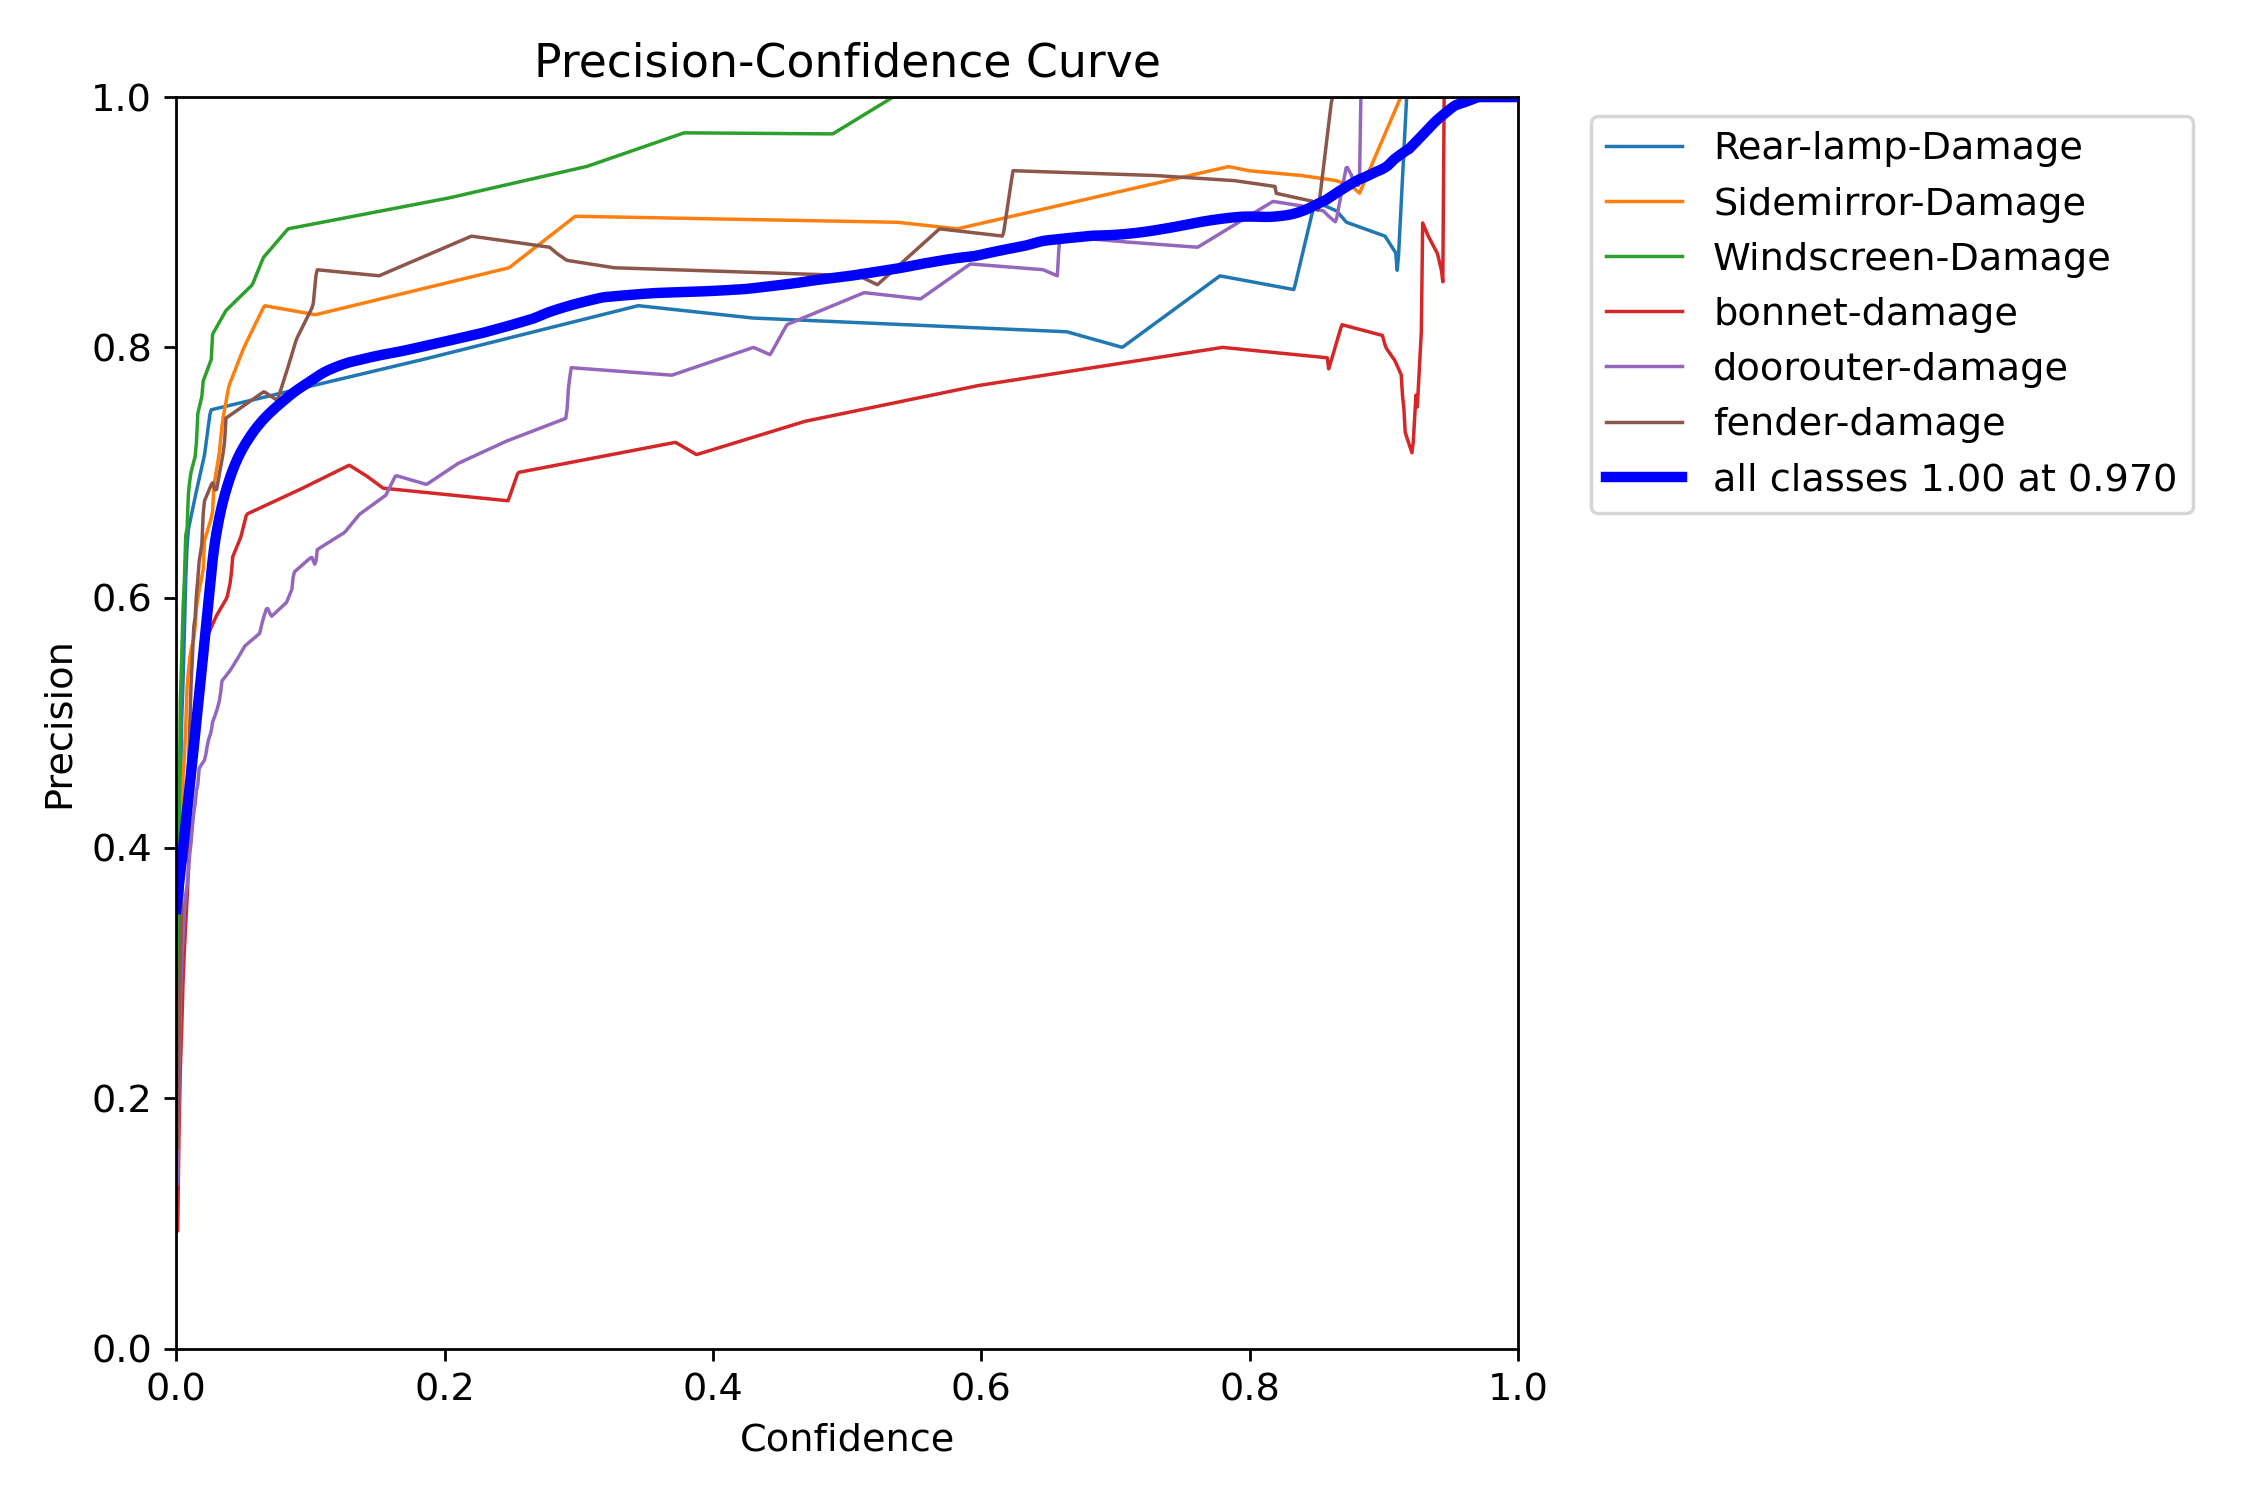 Precision-Confidence Curve
1.0
0.8
0.6
0.4
0.2
0.0
Precision
0.0 0.2 0.4 0.6 0.8 1.0
Confidence
Rear-lamp-Damage
Sidemirror-Damage
Windscreen-Damage
bonnet-damage
doorouter-damage
fender-damage
all classes 1.00 at 0.970